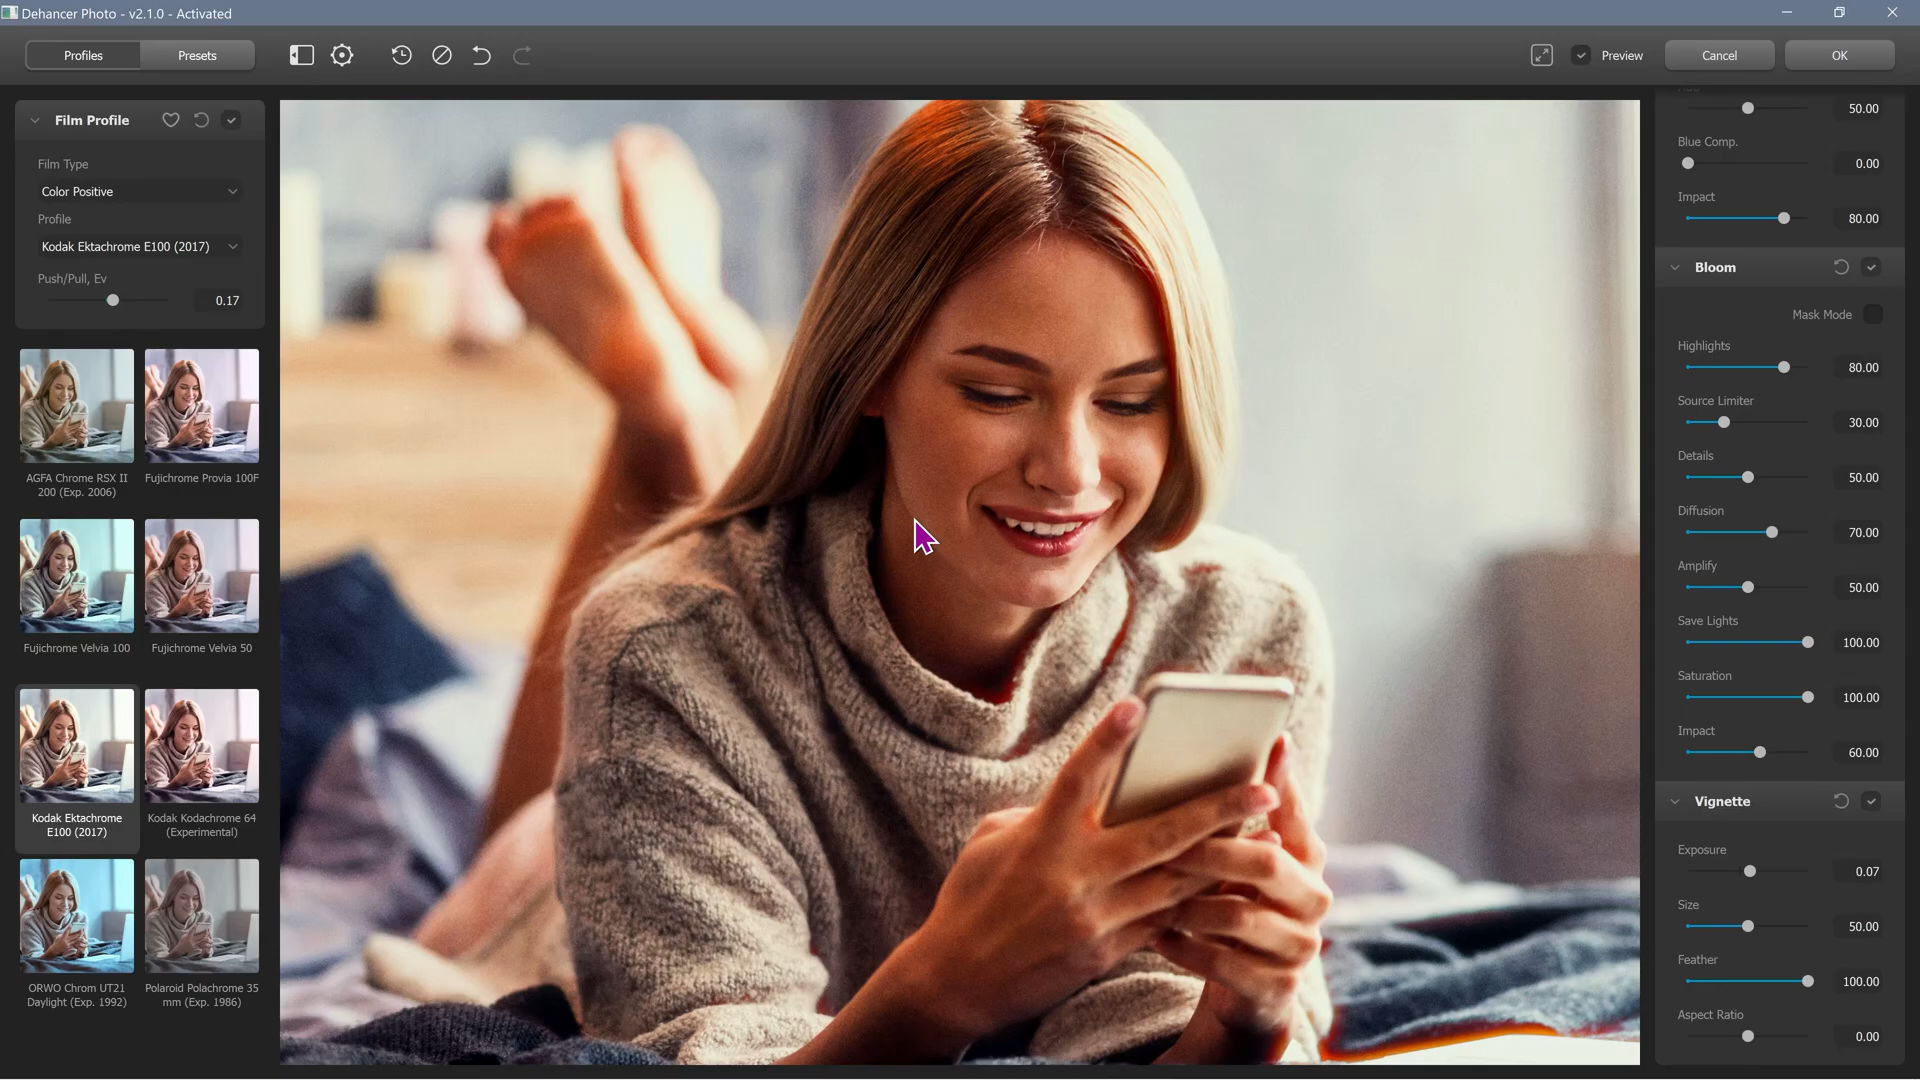 Dehancer Photo - v2.1.0 - Activated
Profiles
Presets
Preview
Cancel
OK
Film Profile
Film Type
Color Positive
Profile
Kodak Ektachrome E100 (2017)
Push/Pull, Ev
0.17
AGFA Chrome RSX II
200 (Exp. 2006)
Fujichrome Provia 100F
Fujichrome Velvia 100
Fujichrome Velvia 50
Kodak Ektachrome
E100 (2017)
Kodak Kodachrome 64
(Experimental)
ORWO Chrom UT21
Daylight (Exp. 1992)
Polaroid Polachrome 35
mm (Exp. 1986)
50.00
Blue Comp.
0.00
Impact
80.00
Bloom
Mask Mode
Highlights
80.00
Source Limiter
30.00
Details
50.00
Diffusion
70.00
Amplify
50.00
Save Lights
100.00
Saturation
100.00
Impact
60.00
Vignette
Exposure
0.07
Size
50.00
Feather
100.00
Aspect Ratio
0.00